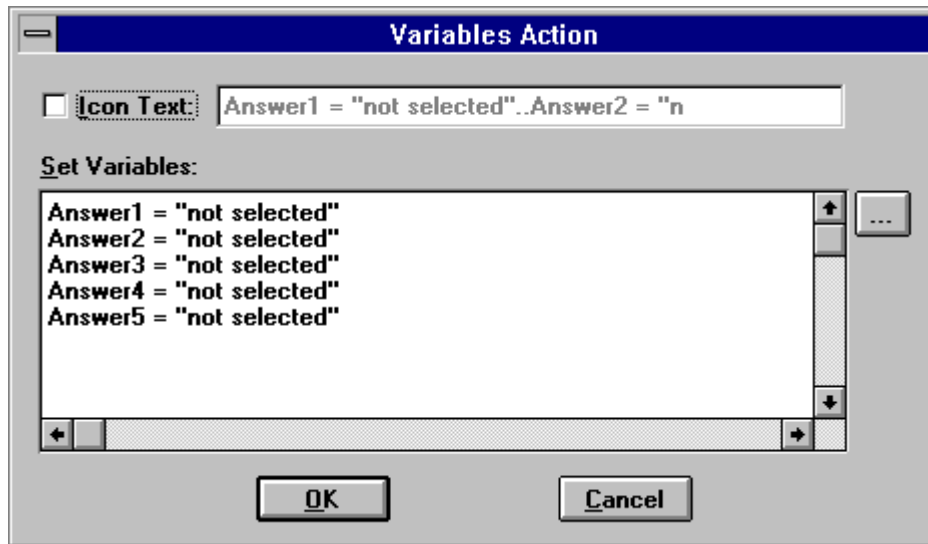 Variables Action
Icon Text: Answer1 = "not selected"..Answer2 = "n
Set Variables:
Answer1 = "not selected"
...
Answer2 = "not selected"
Answer3 = "not selected"
Answer4 = "not selected"
Answer5 = "not selected"
OK Cancel